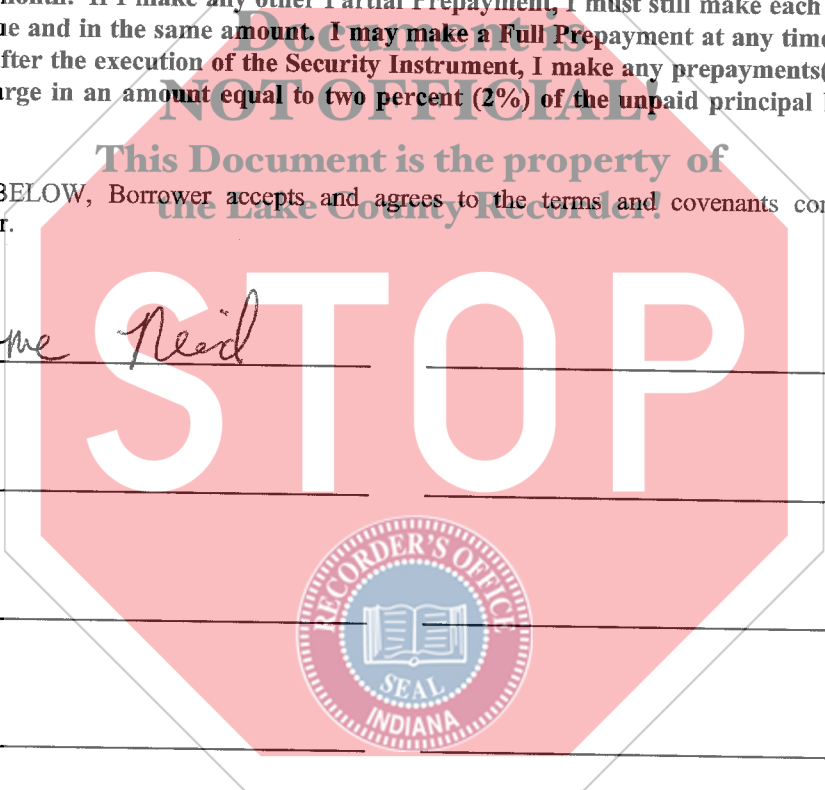 month. If I make any other Partial Prepayment, I must still make each
ue and in the same amount. I may make a Full Prepayment at any time
fter the execution of the Security Instrument, I make any prepayments(
arge in an amount equal to two percent (2%) of the unpaid principal
Document is
NOT OFFICIAL!
This Document is the property of
the Lake County Recorder!
BELOW, Borrower accepts and agrees to the terms and covenants con
r.
STOP
me
RECORDER'S OFFICE
SEAL
INDIANA